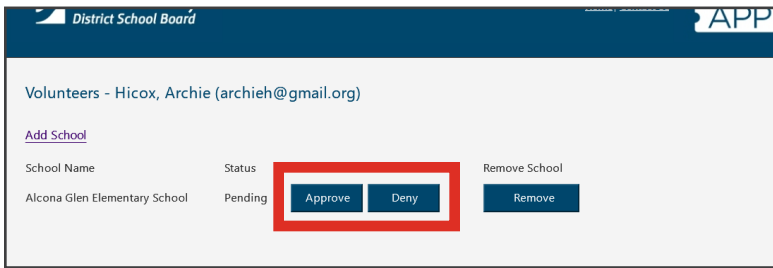 District School Board
APP
Volunteers - Hicox, Archie (archieh@gmail.org)
Add School
School Name Status Remove School
Alcona Glen Elementary School Pending Approve Deny Remove